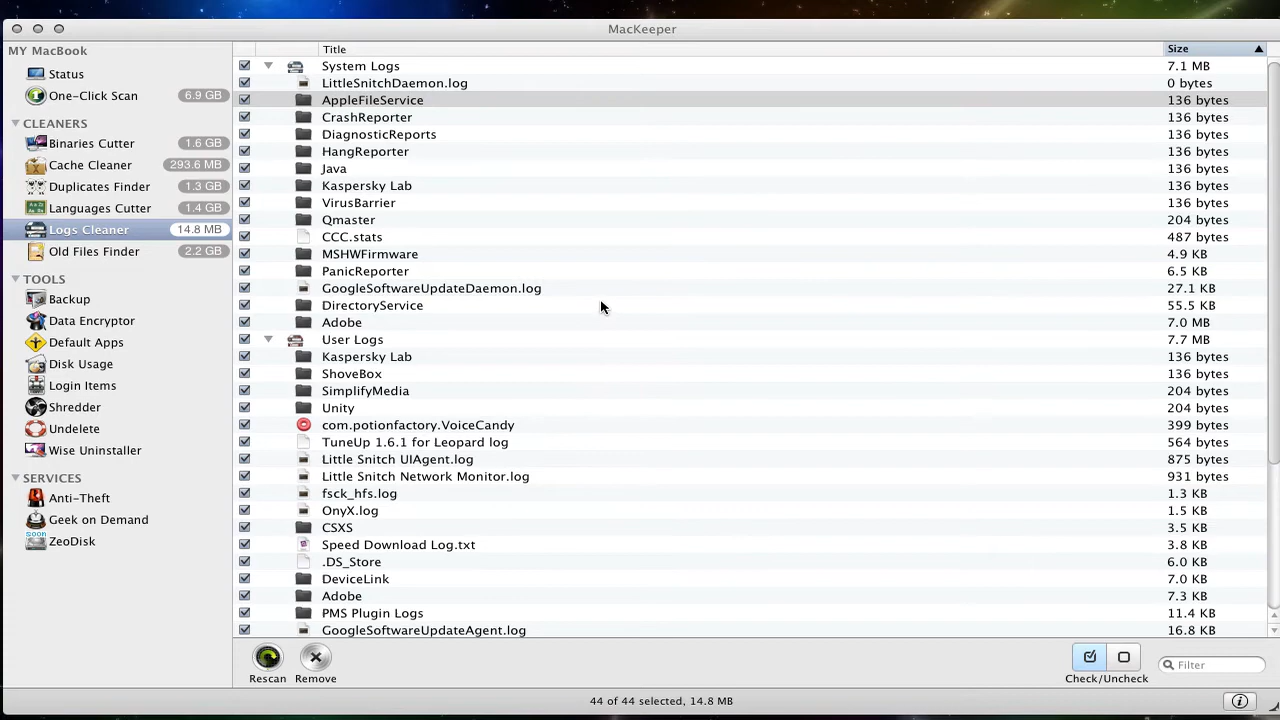 MacKeeper
MY MacBook
Status
One-Click Scan 6.9 GB
CLEANERS
Binaries Cutter 1.6 GB
Cache Cleaner 293.6 MB
Duplicates Finder 1.3 GB
Languages Cutter 1.4 GB
Logs Cleaner 14.8 MB
Old Files Finder 2.2 GB
TOOLS
Backup
Data Encryptor
Default Apps
Disk Usage
Login Items
Shredder
Undelete
Wise Uninstaller
SERVICES
Anti-Theft
Geek on Demand
SOON
ZeoDisk
Title Size
System Logs 7.1 MB
LittleSnitchDaemon.log 0 bytes
AppleFileService 136 bytes
CrashReporter 136 bytes
DiagnosticReports 136 bytes
HangReporter 136 bytes
Java 136 bytes
Kaspersky Lab 136 bytes
VirusBarrier 136 bytes
Qmaster 204 bytes
CCC.stats 487 bytes
MSHWFirmware 4.9 KB
PanicReporter 6.5 KB
GoogleSoftwareUpdateDaemon.log 27.1 KB
DirectoryService 55.5 KB
Adobe 7.0 MB
User Logs 7.7 MB
Kaspersky Lab 136 bytes
ShoveBox 136 bytes
SimplifyMedia 204 bytes
Unity 204 bytes
com.potionfactory.VoiceCandy 399 bytes
TuneUp 1.6.1 for Leopard log 564 bytes
Little Snitch UIAgent.log 875 bytes
Little Snitch Network Monitor.log 931 bytes
fsck_hfs.log 1.3 KB
OnyX.log 1.5 KB
CSXS 3.5 KB
Speed Download Log.txt 3.8 KB
.DS_Store 6.0 KB
DeviceLink 7.0 KB
Adobe 7.3 KB
PMS Plugin Logs 11.4 KB
GoogleSoftwareUpdateAgent.log 16.8 KB
Rescan Remove Check/Uncheck Filter
44 of 44 selected, 14.8 MB